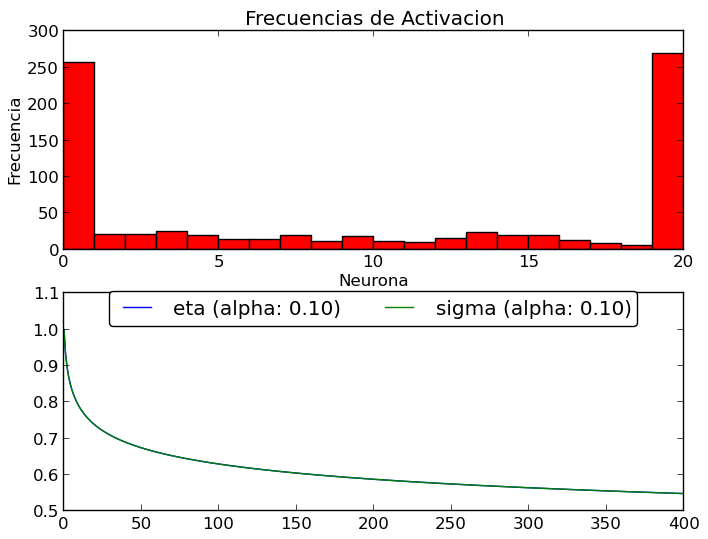 Frecuencias de Activacion
300
250
200
150
100
50
0
Frecuencia
0 5 10 15 20
Neurona
eta (alpha: 0.10) sigma (alpha: 0.10)
1.1
1.0
0.9
0.8
0.7
0.6
0.5
0 50 100 150 200 250 300 350 400